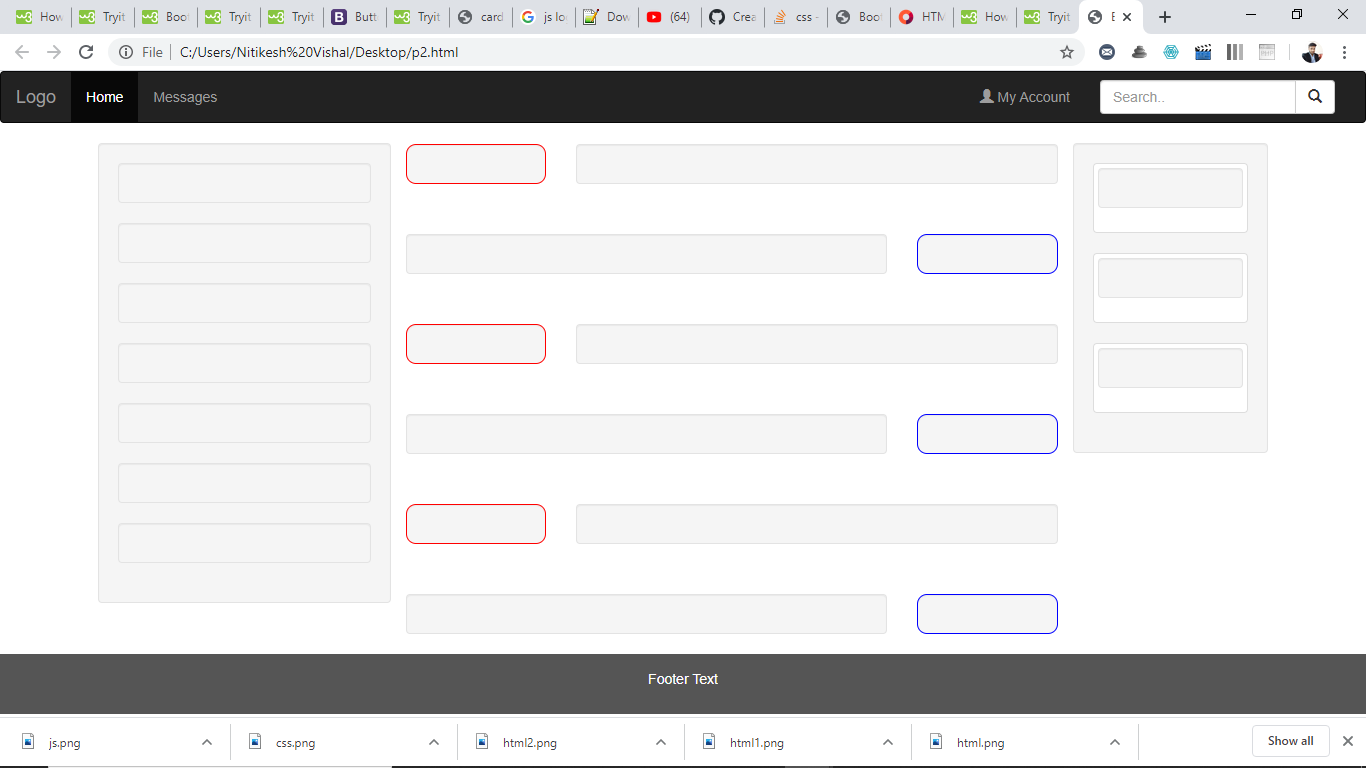 How Tryit Boot Tryit Tryit Butt Tryit card js lo Dow (64) Crea css - Boot HTM How Tryit E
File C:/Users/Nitikesh%20Vishal/Desktop/p2.html
Logo Home Messages My Account Search..
Footer Text
js.png css.png html2.png html1.png html.png Show all